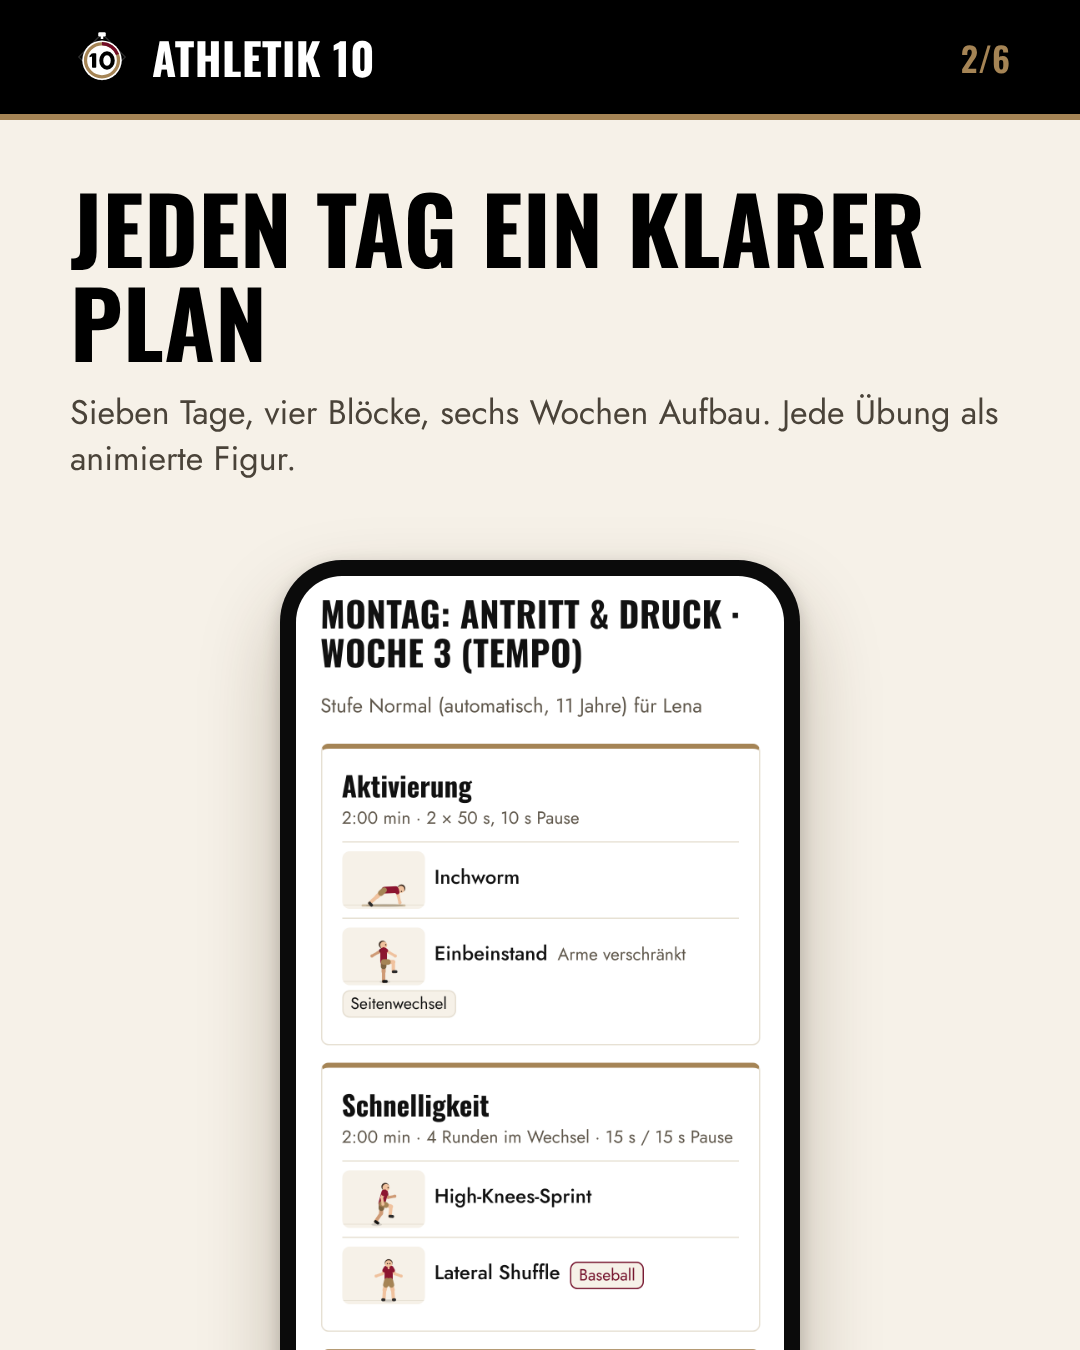 10 ATHLETIK 10
2/6
JEDEN TAG EIN KLARER
PLAN
Sieben Tage, vier Blöcke, sechs Wochen Aufbau. Jede Übung als
animierte Figur.
MONTAG: ANTRITT & DRUCK ·
WOCHE 3 (TEMPO)
Stufe Normal (automatisch, 11 Jahre) für Lena
Aktivierung
2:00 min · 2 × 50 s, 10 s Pause
Inchworm
Einbeinstand Arme verschränkt
Seitenwechsel
Schnelligkeit
2:00 min · 4 Runden im Wechsel · 15 s / 15 s Pause
High-Knees-Sprint
Lateral Shuffle Baseball